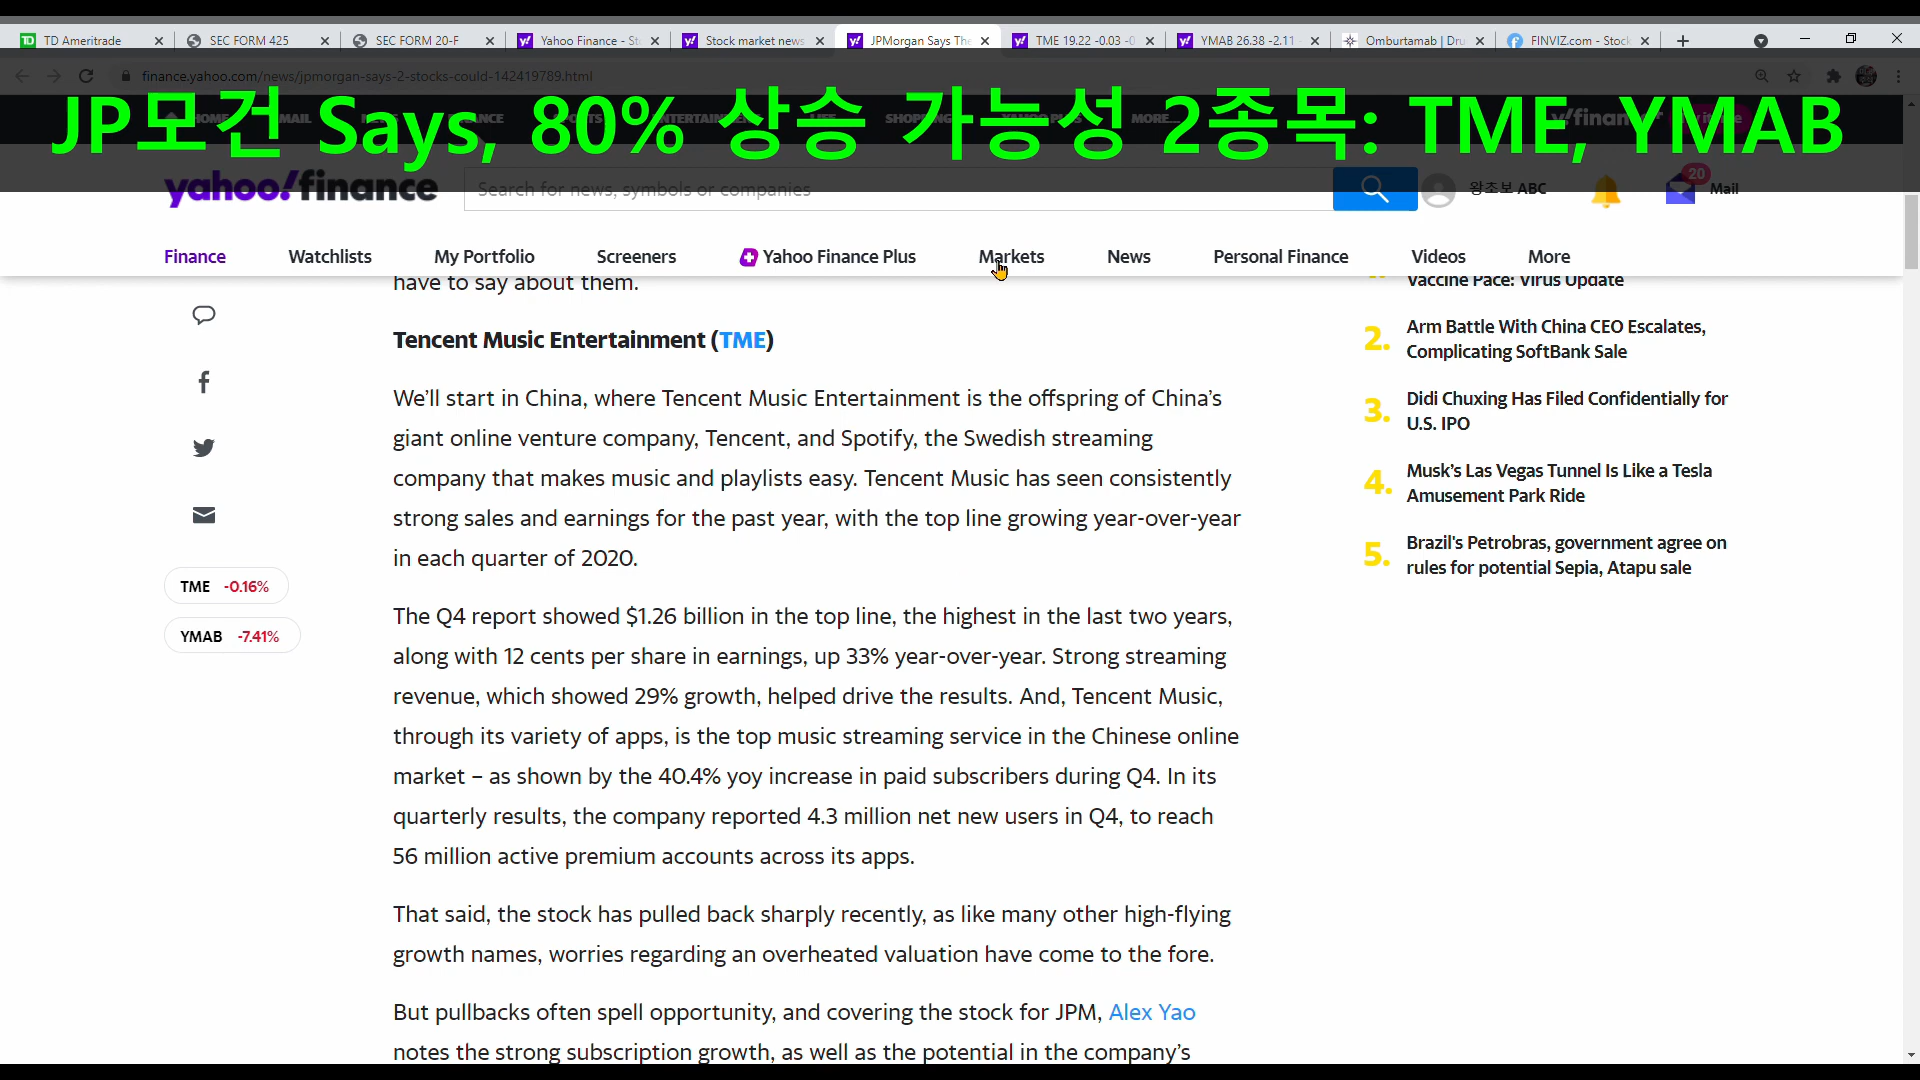 TD Ameritrade
SEC FORM 425
SEC FORM 20-F
Yahoo Finance - St
Stock market news
JPMorgan Says The
TME 19.22 -0.03 -0
YMAB 26.38 -2.11
Omburtamab | Dru
FINVIZ.com - Stock
finance.yahoo.com/news/jpmorgan-says-2-stocks-could-142419789.html
JP모건 Says, 80% 상승 가능성 2종목: TME, YMAB
yahoo!finance
Search for news, symbols or companies
왕초보 ABC
20
Mail
Finance
Watchlists
My Portfolio
Screeners
Yahoo Finance Plus
Markets
News
Personal Finance
Videos
More
have to say about them.
Tencent Music Entertainment (TME)
We'll start in China, where Tencent Music Entertainment is the offspring of China's
giant online venture company, Tencent, and Spotify, the Swedish streaming
company that makes music and playlists easy. Tencent Music has seen consistently
strong sales and earnings for the past year, with the top line growing year-over-year
in each quarter of 2020.
The Q4 report showed $1.26 billion in the top line, the highest in the last two years,
along with 12 cents per share in earnings, up 33% year-over-year. Strong streaming
revenue, which showed 29% growth, helped drive the results. And, Tencent Music,
through its variety of apps, is the top music streaming service in the Chinese online
market – as shown by the 40.4% yoy increase in paid subscribers during Q4. In its
quarterly results, the company reported 4.3 million net new users in Q4, to reach
56 million active premium accounts across its apps.
That said, the stock has pulled back sharply recently, as like many other high-flying
growth names, worries regarding an overheated valuation have come to the fore.
But pullbacks often spell opportunity, and covering the stock for JPM, Alex Yao
notes the strong subscription growth, as well as the potential in the company's
TME -0.16%
YMAB -7.41%
Vaccine Pace: Virus Update
2. Arm Battle With China CEO Escalates,
Complicating SoftBank Sale
3. Didi Chuxing Has Filed Confidentially for
U.S. IPO
4. Musk's Las Vegas Tunnel Is Like a Tesla
Amusement Park Ride
5. Brazil's Petrobras, government agree on
rules for potential Sepia, Atapu sale